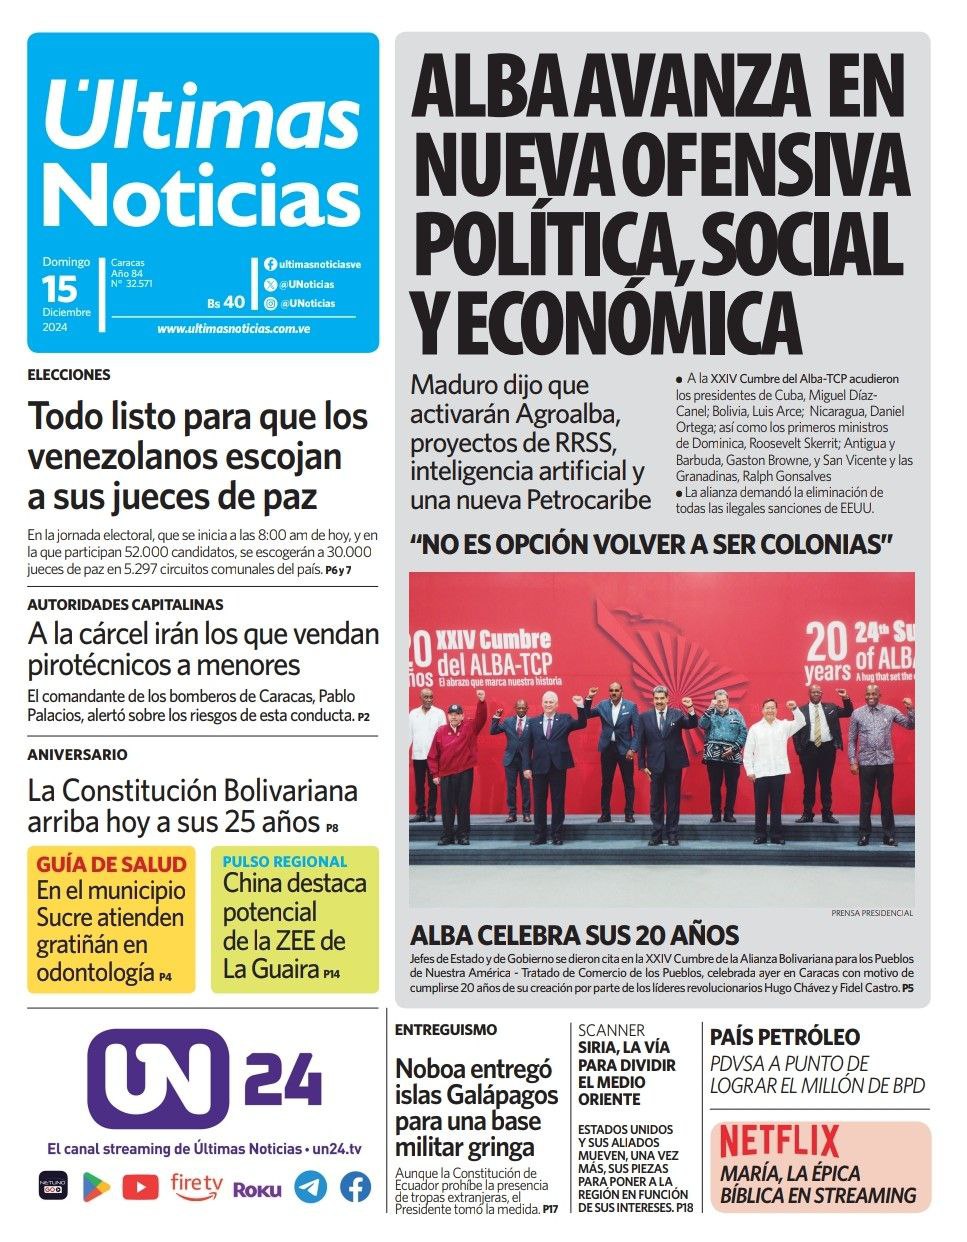 Últimas
Noticias
Domingo
15
Diciembre
2024
Caracas
Año 84
N° 32.571
Bs 40
ultimasnoticiasve
@UNoticias
@UNoticias
www.ultimasnoticias.com.ve
ALBA AVANZA EN
NUEVA OFENSIVA
POLÍTICA, SOCIAL
Y ECONÓMICA
Maduro dijo que
activarán Agroalba,
proyectos de RRSS,
inteligencia artificial y
una nueva Petrocaribe
● A la XXIV Cumbre del Alba-TCP acudieron
los presidentes de Cuba, Miguel Díaz-
Canel; Bolivia, Luis Arce; Nicaragua, Daniel
Ortega; así como los primeros ministros
de Dominica, Roosevelt Skerrit; Antigua y
Barbuda, Gaston Browne, y San Vicente y las
Granadinas, Ralph Gonsalves
● La alianza demandó la eliminación de
todas las ilegales sanciones de EEUU.
“NO ES OPCIÓN VOLVER A SER COLONIAS”
20
ños
XXIV Cumbre
del ALBA-TCP
El abrazo que marca nuestra historia
20
years
24th Su
of ALBA
A hug that set the
PRENSA PRESIDENCIAL
ALBA CELEBRA SUS 20 AÑOS
Jefes de Estado y de Gobierno se dieron cita en la XXIV Cumbre de la Alianza Bolivariana para los Pueblos
de Nuestra América - Tratado de Comercio de los Pueblos, celebrada ayer en Caracas con motivo de
cumplirse 20 años de su creación por parte de los líderes revolucionarios Hugo Chávez y Fidel Castro. P5
ELECCIONES
Todo listo para que los
venezolanos escojan
a sus jueces de paz
En la jornada electoral, que se inicia a las 8:00 am de hoy, y en
la que participan 52.000 candidatos, se escogerán a 30.000
jueces de paz en 5.297 circuitos comunales del país. P6 y 7
AUTORIDADES CAPITALINAS
A la cárcel irán los que vendan
pirotécnicos a menores
El comandante de los bomberos de Caracas, Pablo
Palacios, alertó sobre los riesgos de esta conducta. P2
ANIVERSARIO
La Constitución Bolivariana
arriba hoy a sus 25 años P8
GUÍA DE SALUD
En el municipio
Sucre atienden
gratiñán en
odontología P4
PULSO REGIONAL
China destaca
potencial
de la ZEE de
La Guaira P14
UN 24
El canal streaming de Últimas Noticias • un24.tv
NETUNO
GO
fire tv
Roku
ENTREGUISMO
Noboa entregó
islas Galápagos
para una base
militar gringa
Aunque la Constitución de
Ecuador prohíbe la presencia
de tropas extranjeras, el
Presidente tomó la medida. P17
SCANNER
SIRIA, LA VÍA
PARA DIVIDIR
EL MEDIO
ORIENTE
ESTADOS UNIDOS
Y SUS ALIADOS
MUEVEN, UNA VEZ
MÁS, SUS PIEZAS
PARA PONER A LA
REGIÓN EN FUNCIÓN
DE SUS INTERESES. P18
PAÍS PETRÓLEO
PDVSA A PUNTO DE
LOGRAR EL MILLÓN DE BPD
NETFLIX
MARÍA, LA ÉPICA
BÍBLICA EN STREAMING